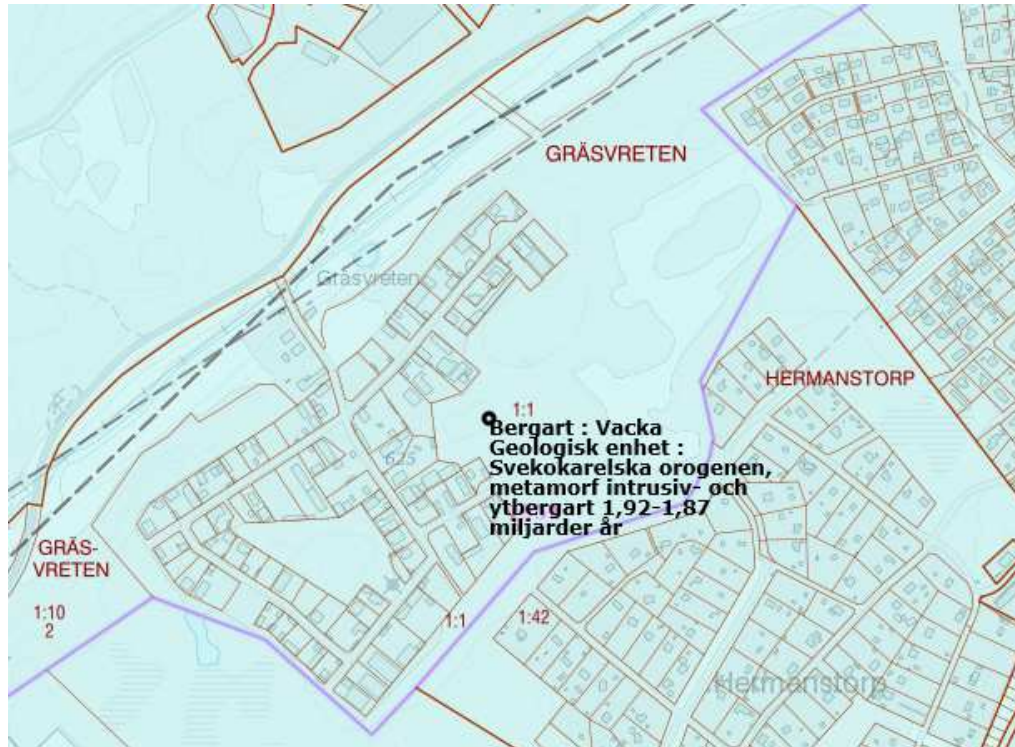 GRÄSVRETEN
Gräsvreten
HERMANSTORP
1:1
Bergart : Vacka
Geologisk enhet :
Svekokarelska orogenen,
metamorf intrusiv- och
ytbergart 1,92-1,87
miljarder år
625
GRÄS-
VRETEN
1:10
2
1:1
1:42
Hermanstorp